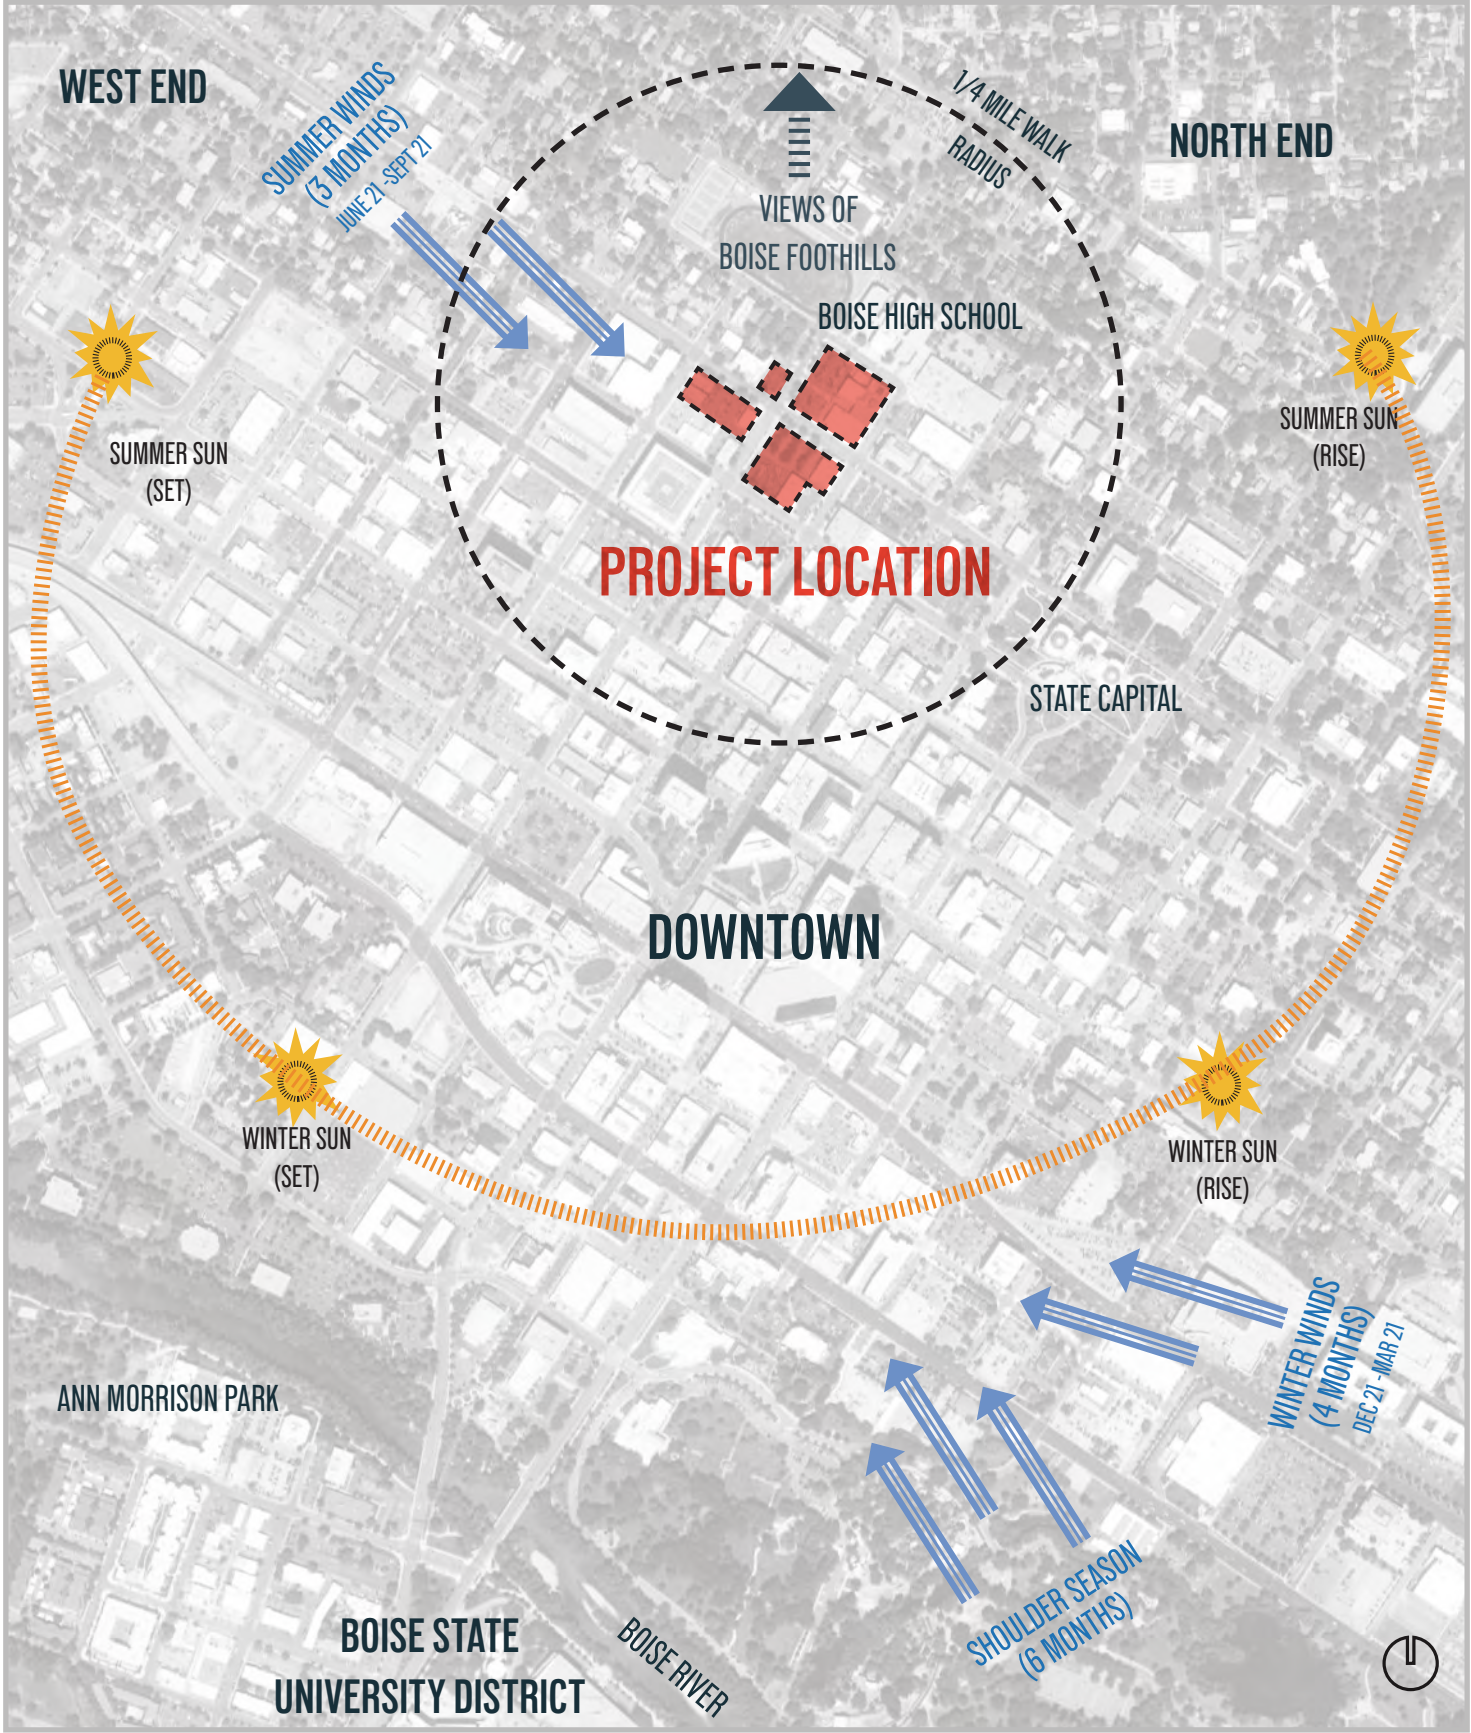 WEST END
SUMMER WINDS
(3 MONTHS)
JUNE 21 -SEPT 21
1/4 MILE WALK
RADIUS
NORTH END
VIEWS OF
BOISE FOOTHILLS
BOISE HIGH SCHOOL
SUMMER SUN
(SET)
SUMMER SUN
(RISE)
PROJECT LOCATION
STATE CAPITAL
DOWNTOWN
WINTER SUN
(SET)
WINTER SUN
(RISE)
WINTER WINDS
(4 MONTHS)
DEC 21 -MAR 21
ANN MORRISON PARK
SHOULDER SEASON
(6 MONTHS)
BOISE STATE
UNIVERSITY DISTRICT
BOISE RIVER